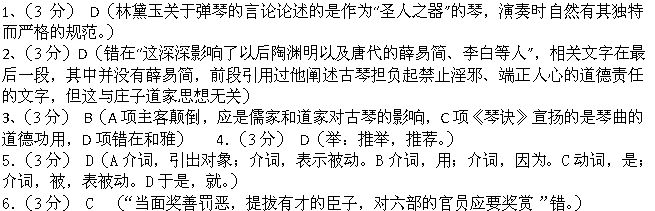 1、（3 分） D（林黛玉关于弹琴的言论论述的是作为“圣人之器”的琴，演奏时自然有其独特
而严格的规范。）
2、（3分）D（错在“这深深影响了以后陶渊明以及唐代的薛易简、李白等人”，相关文字在最
后一段，其中并没有薛易简，前段引用过他阐述古琴担负起禁止淫邪、端正人心的道德责任
的文字，但这与庄子道家思想无关）
3、（3分） B（A项主客颠倒，应是儒家和道家对古琴的影响，C项《琴诀》宣扬的是琴曲的
道德功用，D项错在和雅） 4.（3分） D（举：推举，推荐。）
5.（3分） D（A介词，引出对象；介词，表示被动。B介词，用；介词，因为。C动词，是；
介词，被，表被动。D于是，就。）
6.（3分） C （“当面奖善罚恶，提拔有才的臣子，对六部的官员应要奖赏 ”错。）